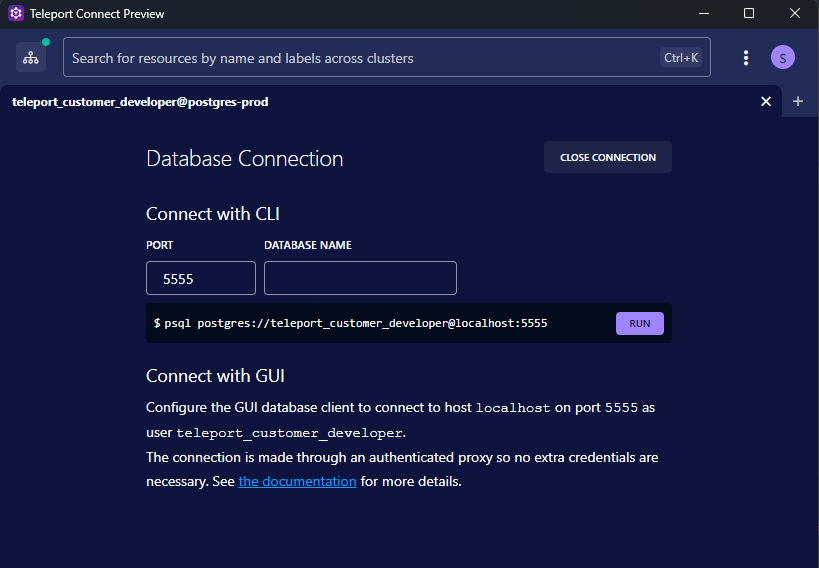 Teleport Connect Preview
Search for resources by name and labels across clusters
Ctrl+K
S
teleport_customer_developer@postgres-prod
Database Connection
CLOSE CONNECTION
Connect with CLI
PORT
DATABASE NAME
5555
$ psql postgres://teleport_customer_developer@localhost:5555
RUN
Connect with GUI
Configure the GUI database client to connect to host localhost on port 5555 as
user teleport_customer_developer.
The connection is made through an authenticated proxy so no extra credentials are
necessary. See the documentation for more details.